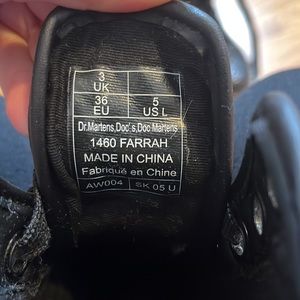 3
UK
36 5
EU US L
Dr.Martens,Doc's,Doc Martens
1460 FARRAH
MADE IN CHINA
Fabriqué en Chine
AW004 SK 05 U